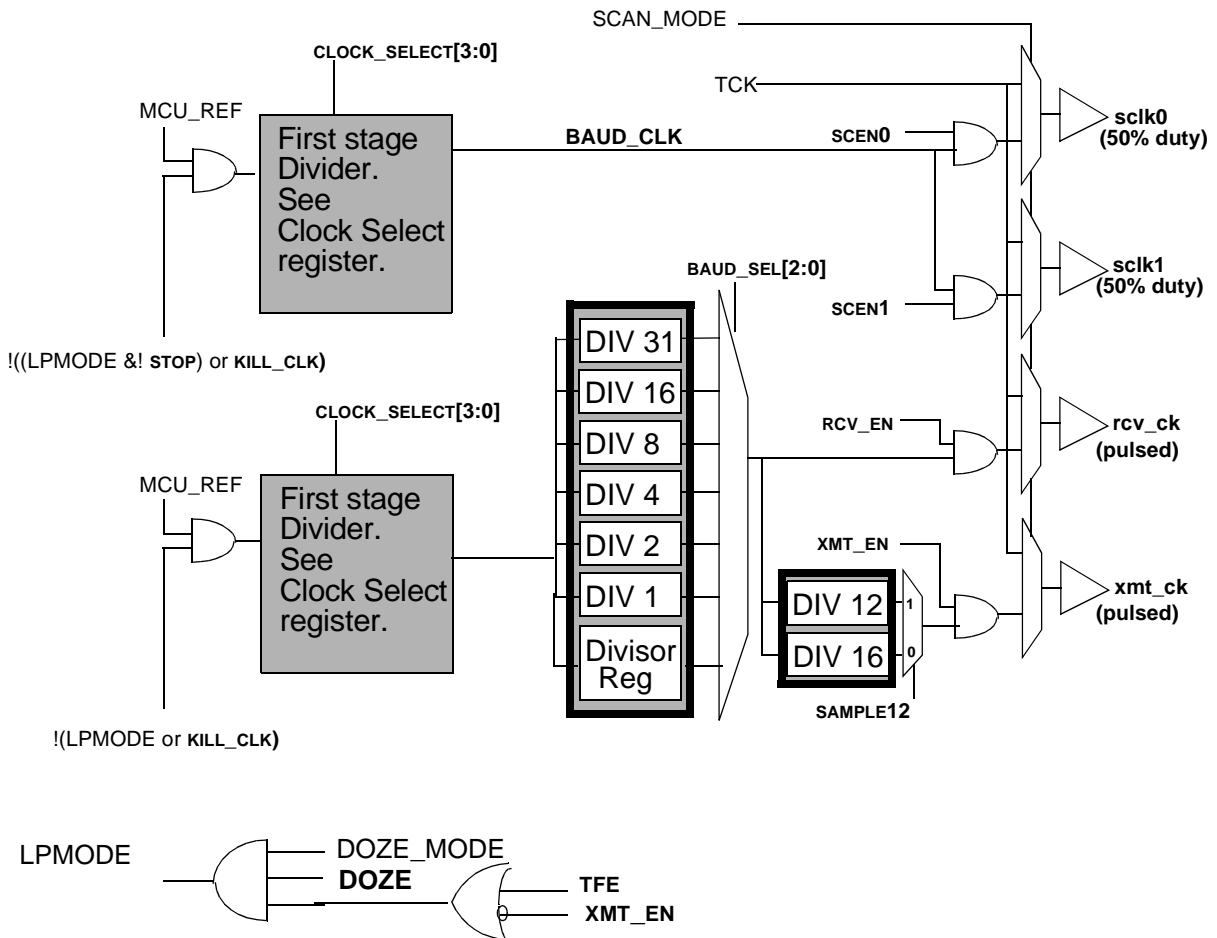 SCAN_MODE
CLOCK_SELECT[3:0]
TCK
MCU_REF
First stage
Divider.
See
Clock Select
register.
BAUD_CLK
SCEN0
sclk0
(50% duty)
BAUD_SEL[2:0]
SCEN1
sclk1
(50% duty)
!((LPMODE &! STOP) or KILL_CLK)
CLOCK_SELECT[3:0]
MCU_REF
First stage
Divider.
See
Clock Select
register.
DIV 31
DIV 16
DIV 8
DIV 4
DIV 2
DIV 1
Divisor
Reg
RCV_EN
rcv_ck
(pulsed)
XMT_EN
DIV 12
1
DIV 16
0
SAMPLE12
xmt_ck
(pulsed)
!(LPMODE or KILL_CLK)
LPMODE
DOZE_MODE
DOZE
TFE
XMT_EN